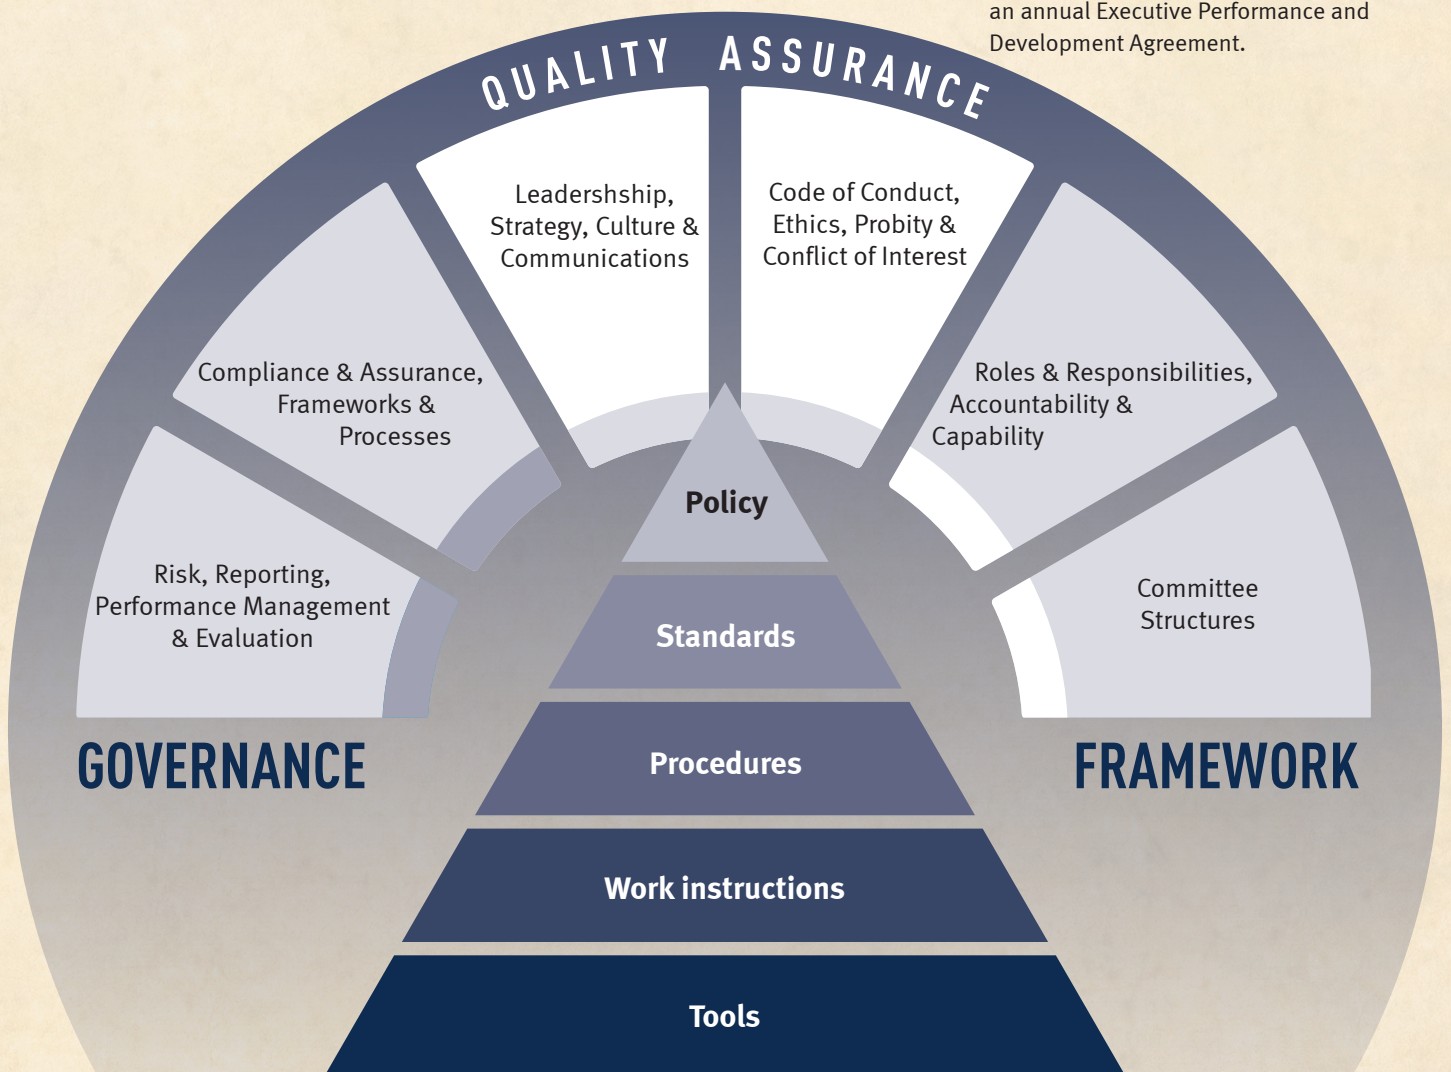 an annual Executive Performance and
Development Agreement.
QUALITY ASSURANCE
Leadershship,
Strategy, Culture &
Communications
Code of Conduct,
Ethics, Probity &
Conflict of Interest
Compliance & Assurance,
Frameworks &
Processes
Roles & Responsibilities,
Accountability &
Capability
Risk, Reporting,
Performance Management
& Evaluation
Committee
Structures
GOVERNANCE
FRAMEWORK
Policy
Standards
Procedures
Work instructions
Tools